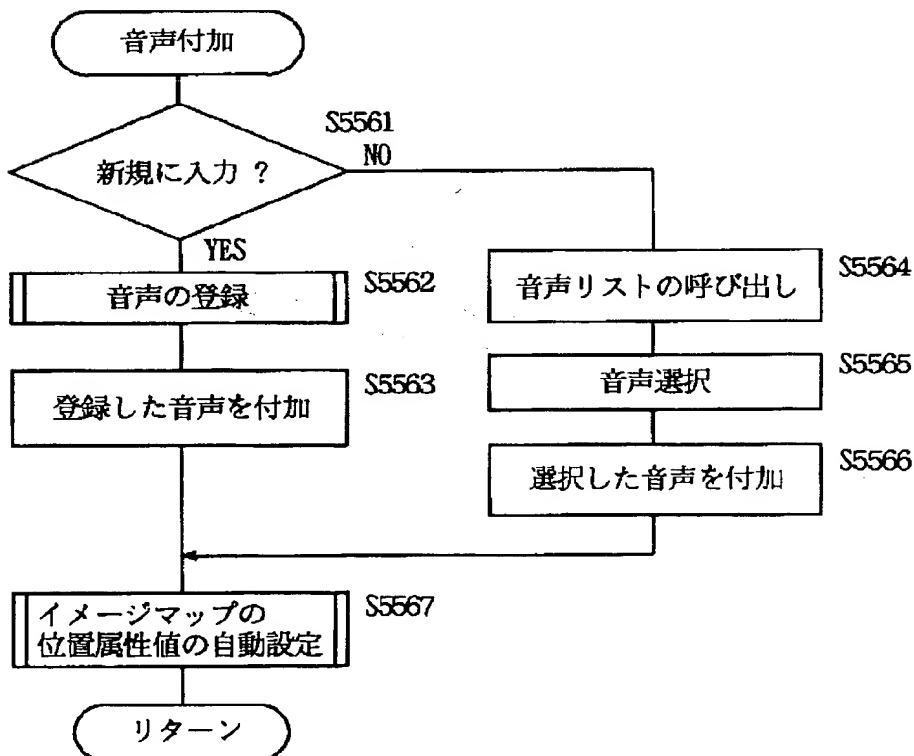 音声付加
S5561
新規に入力 ?
NO
YES
音声の登録
S5562
登録した音声を付加
S5563
音声リストの呼び出し
S5564
音声選択
S5565
選択した音声を付加
S5566
イメージマップの
位置属性値の自動設定
S5567
リターン